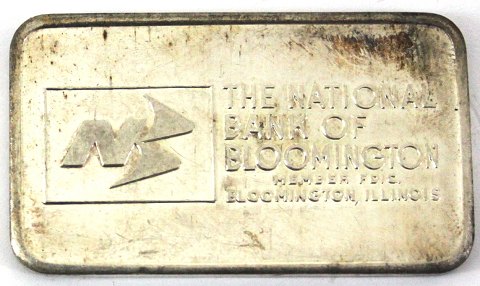 THE NATIONAL
BANK OF
BLOOMINGTON
MEMBER FDIC.
BLOOMINGTON, ILLINOIS